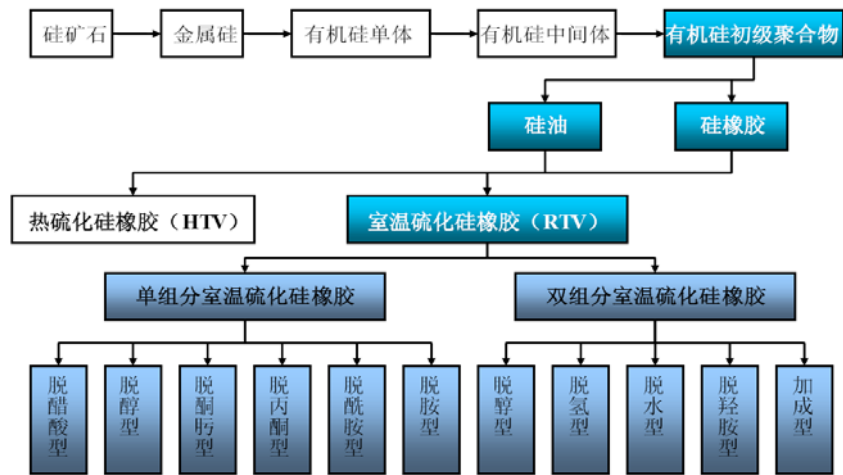 硅矿石
金属硅
有机硅单体
有机硅中间体
有机硅初级聚合物
硅油
硅橡胶
热硫化硅橡胶（HTV）
室温硫化硅橡胶（RTV）
单组分室温硫化硅橡胶
双组分室温硫化硅橡胶
脱醋酸型
脱醇型
脱酮肟型
脱丙酮型
脱酰胺型
脱胺型
脱醇型
脱氢型
脱水型
脱羟胺型
加成型